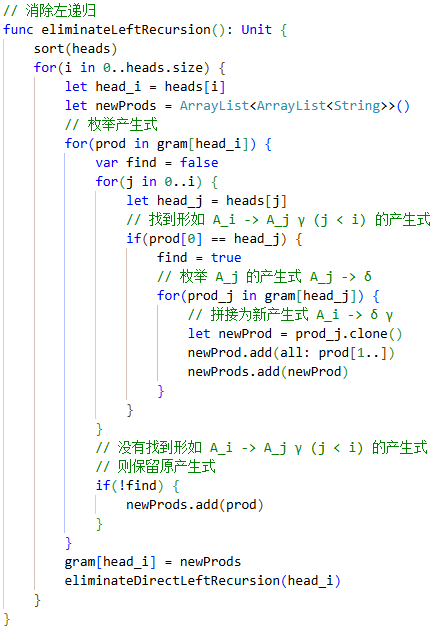 // 消除左递归
func eliminateLeftRecursion(): Unit {
    sort(heads)
    for(i in 0..heads.size) {
        let head_i = heads[i]
        let newProds = ArrayList<ArrayList<String>>()
        // 枚举产生式
        for(prod in gram[head_i]) {
            var find = false
            for(j in 0..i) {
                let head_j = heads[j]
                // 找到形如 A_i -> A_j γ (j < i) 的产生式
                if(prod[0] == head_j) {
                    find = true
                    // 枚举 A_j 的产生式 A_j -> δ
                    for(prod_j in gram[head_j]) {
                        // 拼接为新产生式 A_i -> δ γ
                        let newProd = prod_j.clone()
                        newProd.add(all: prod[1..])
                        newProds.add(newProd)
                    }
                }
            }
            // 没有找到形如 A_i -> A_j γ (j < i) 的产生式
            // 则保留原产生式
            if(!find) {
                newProds.add(prod)
            }
        }
        gram[head_i] = newProds
        eliminateDirectLeftRecursion(head_i)
    }
}